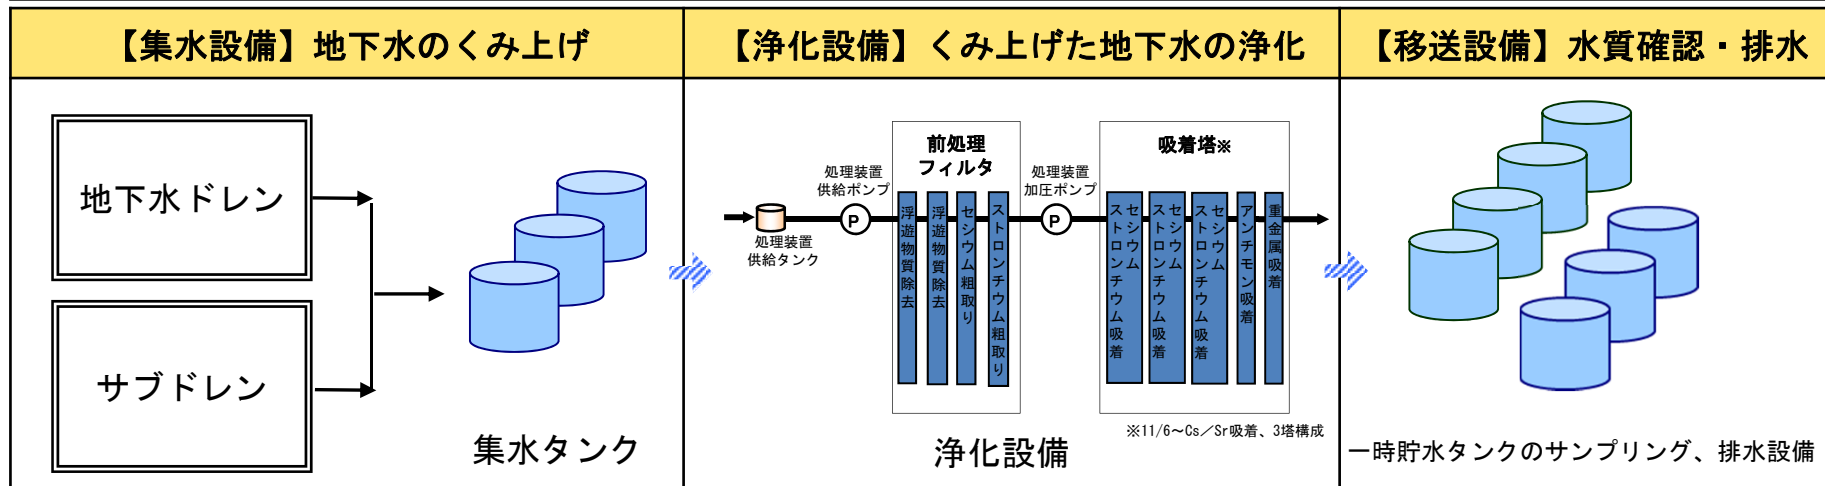 【集水設備】地下水のくみ上げ
【浄化設備】くみ上げた地下水の浄化
【移送設備】水質確認・排水
地下水ドレン
サブドレン
集水タンク
処理装置
供給タンク
処理装置
供給ポンプ
P
前処理
フィルタ
浮遊物質除去
浮遊物質除去
セシウム粗取り
ストロンチウム粗取り
処理装置
加圧ポンプ
P
吸着塔※
セシウム
ストロンチウム吸着
セシウム
ストロンチウム吸着
セシウム
ストロンチウム吸着
アンチモン吸着
重金属吸着
※11/6～Cs／Sr吸着、3塔構成
浄化設備
一時貯水タンクのサンプリング、排水設備